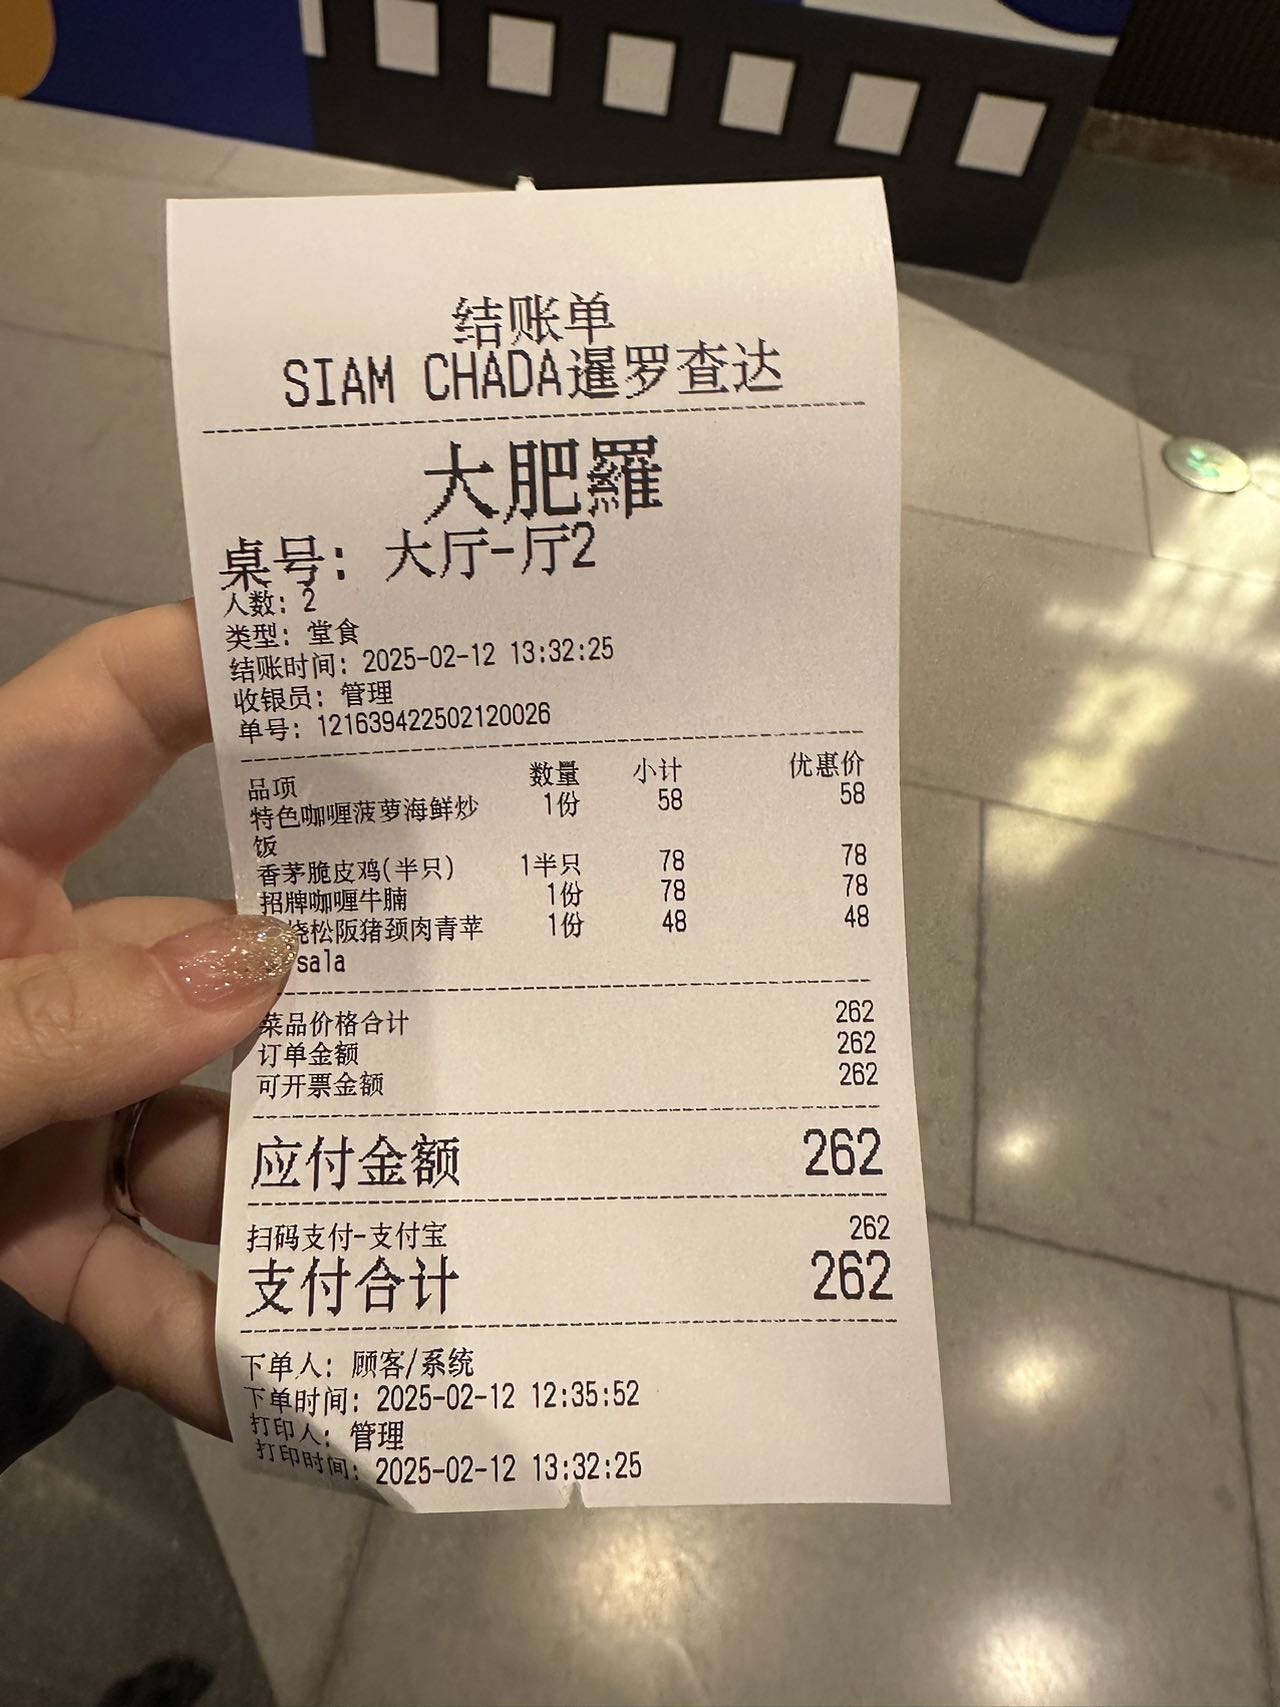 结账单
SIAM CHADA暹罗查达
大肥羅
桌号: 大厅-厅2
人数: 2
类型: 堂食
结账时间: 2025-02-12 13:32:25
收银员: 管理
单号: 121639422502120026
品项 数量 小计 优惠价
特色咖喱菠萝海鲜炒 1份 58 58
饭
香茅脆皮鸡(半只) 1半只 78 78
招牌咖喱牛腩 1份 78 78
烧松阪猪颈肉青苹 1份 48 48
sala
菜品价格合计 262
订单金额 262
可开票金额 262
应付金额 262
扫码支付-支付宝 262
支付合计 262
下单人: 顾客/系统
下单时间: 2025-02-12 12:35:52
打印人: 管理
打印时间: 2025-02-12 13:32:25